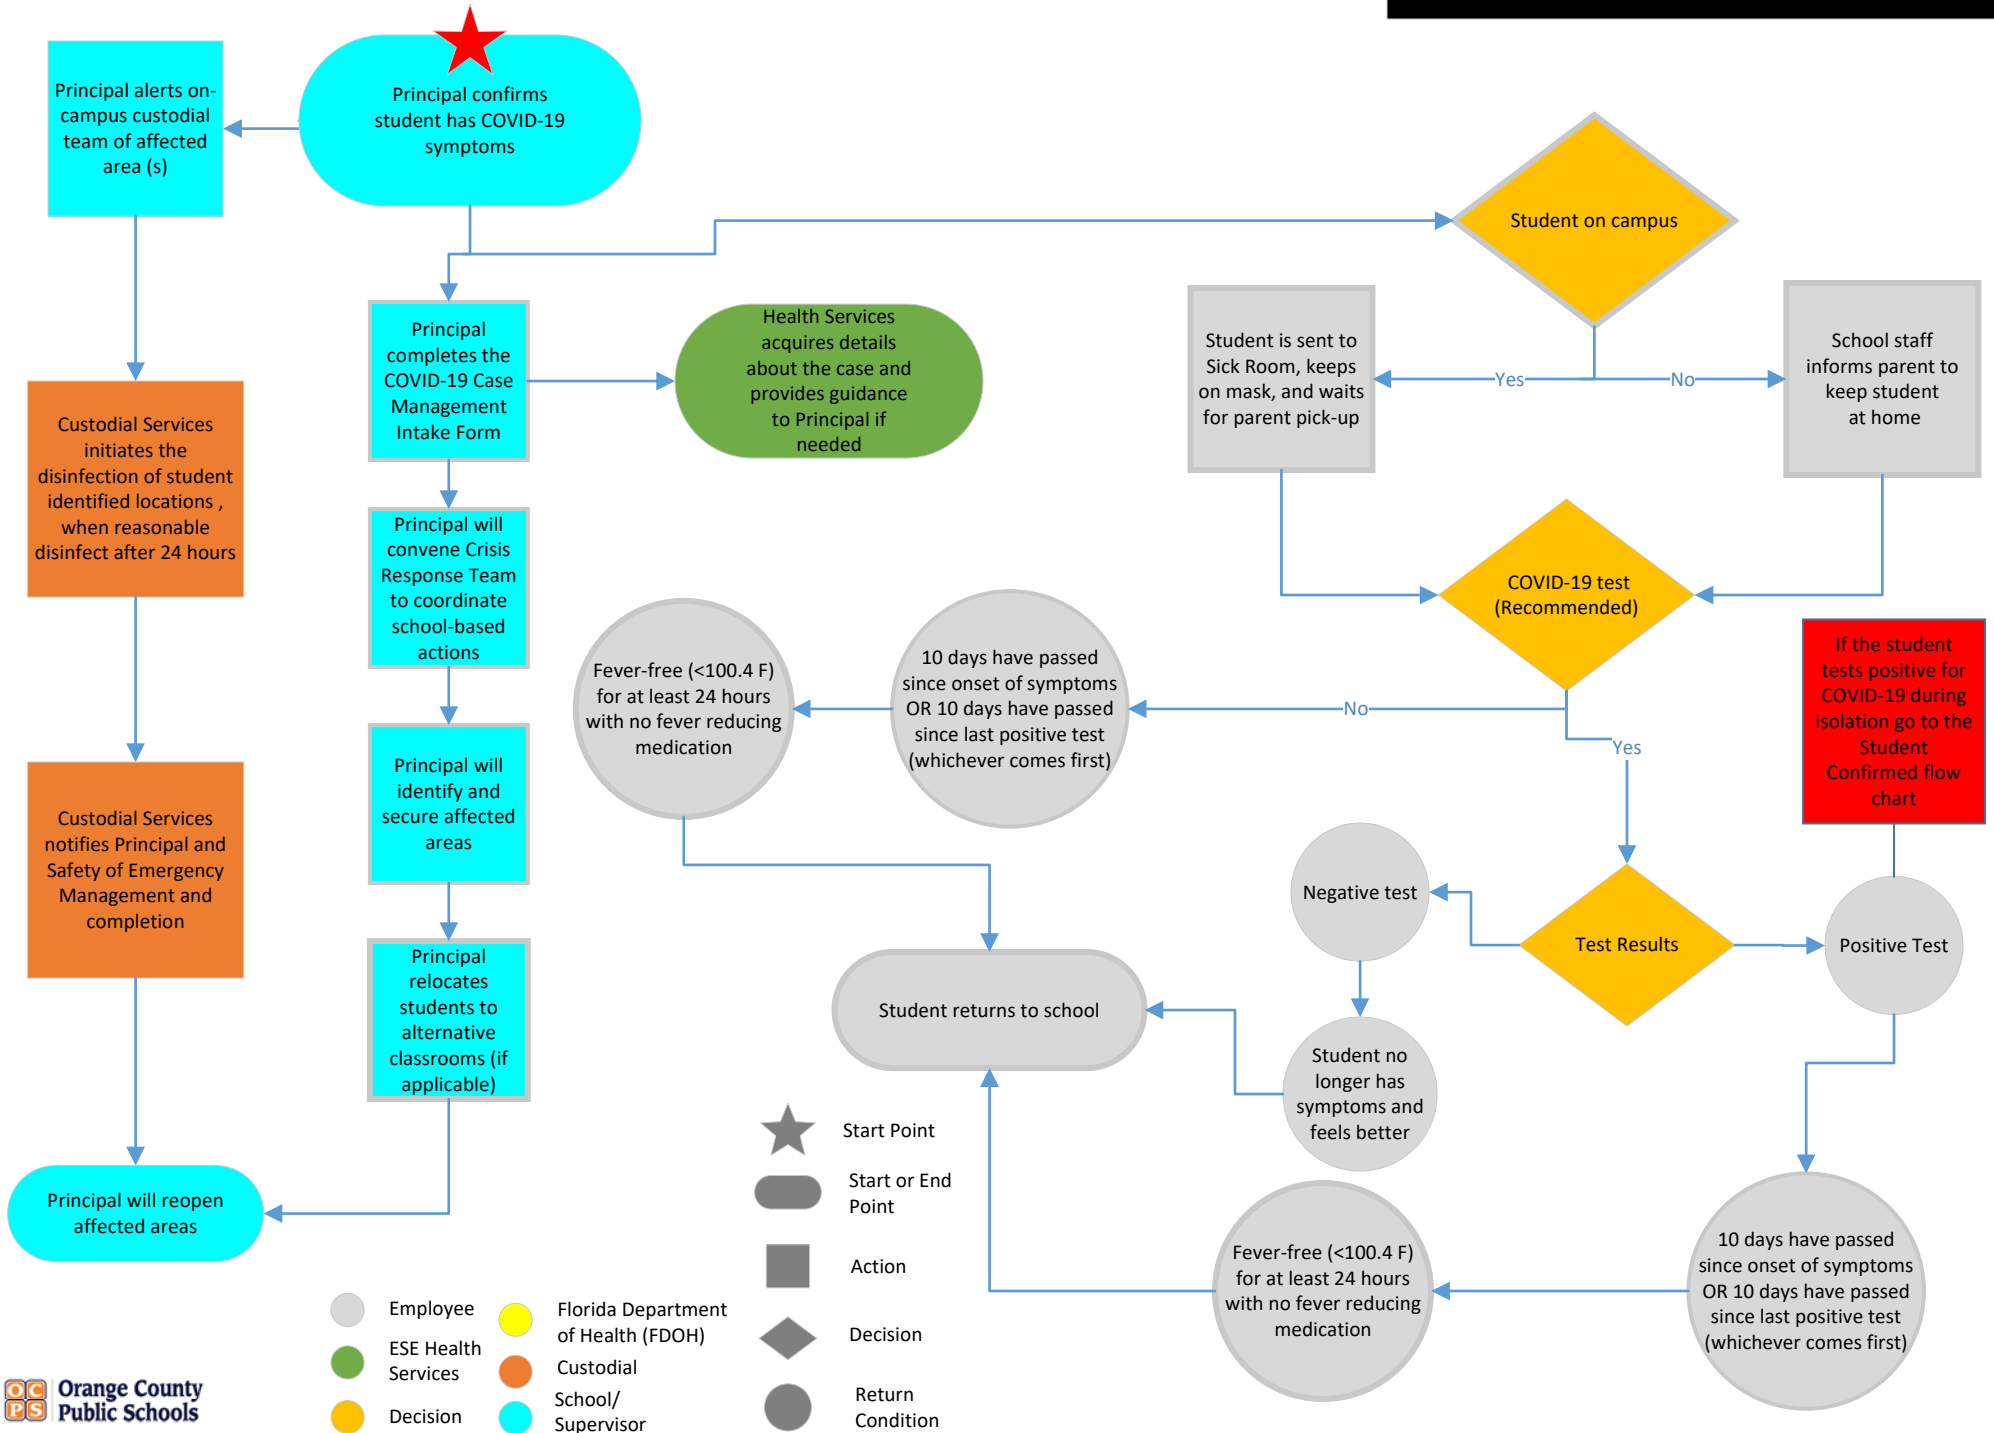 Principal alerts on-
campus custodial
team of affected
area (s)
Principal confirms
student has COVID-19
symptoms
Student on campus
Principal
completes the
COVID-19 Case
Management
Intake Form
Health Services
acquires details
about the case and
provides guidance
to Principal if
needed
Student is sent to
Sick Room, keeps
on mask, and waits
for parent pick-up
Yes
No
School staff
informs parent to
keep student
at home
Custodial Services
initiates the
disinfection of student
identified locations ,
when reasonable
disinfect after 24 hours
Principal will
convene Crisis
Response Team
to coordinate
school-based
actions
COVID-19 test
(Recommended)
Fever-free (<100.4 F)
for at least 24 hours
with no fever reducing
medication
10 days have passed
since onset of symptoms
OR 10 days have passed
since last positive test
(whichever comes first)
No
Yes
If the student
tests positive for
COVID-19 during
isolation go to the
Student
Confirmed flow
chart
Principal will
identify and
secure affected
areas
Custodial Services
notifies Principal and
Safety of Emergency
Management and
completion
Negative test
Test Results
Positive Test
Principal
relocates
students to
alternative
classrooms (if
applicable)
Student returns to school
Student no
longer has
symptoms and
feels better
Principal will reopen
affected areas
Fever-free (<100.4 F)
for at least 24 hours
with no fever reducing
medication
10 days have passed
since onset of symptoms
OR 10 days have passed
since last positive test
(whichever comes first)
Start Point
Start or End
Point
Action
Decision
Return
Condition
Employee
ESE Health
Services
Decision
Florida Department
of Health (FDOH)
Custodial
School/
Supervisor
OC
PS
Orange County
Public Schools